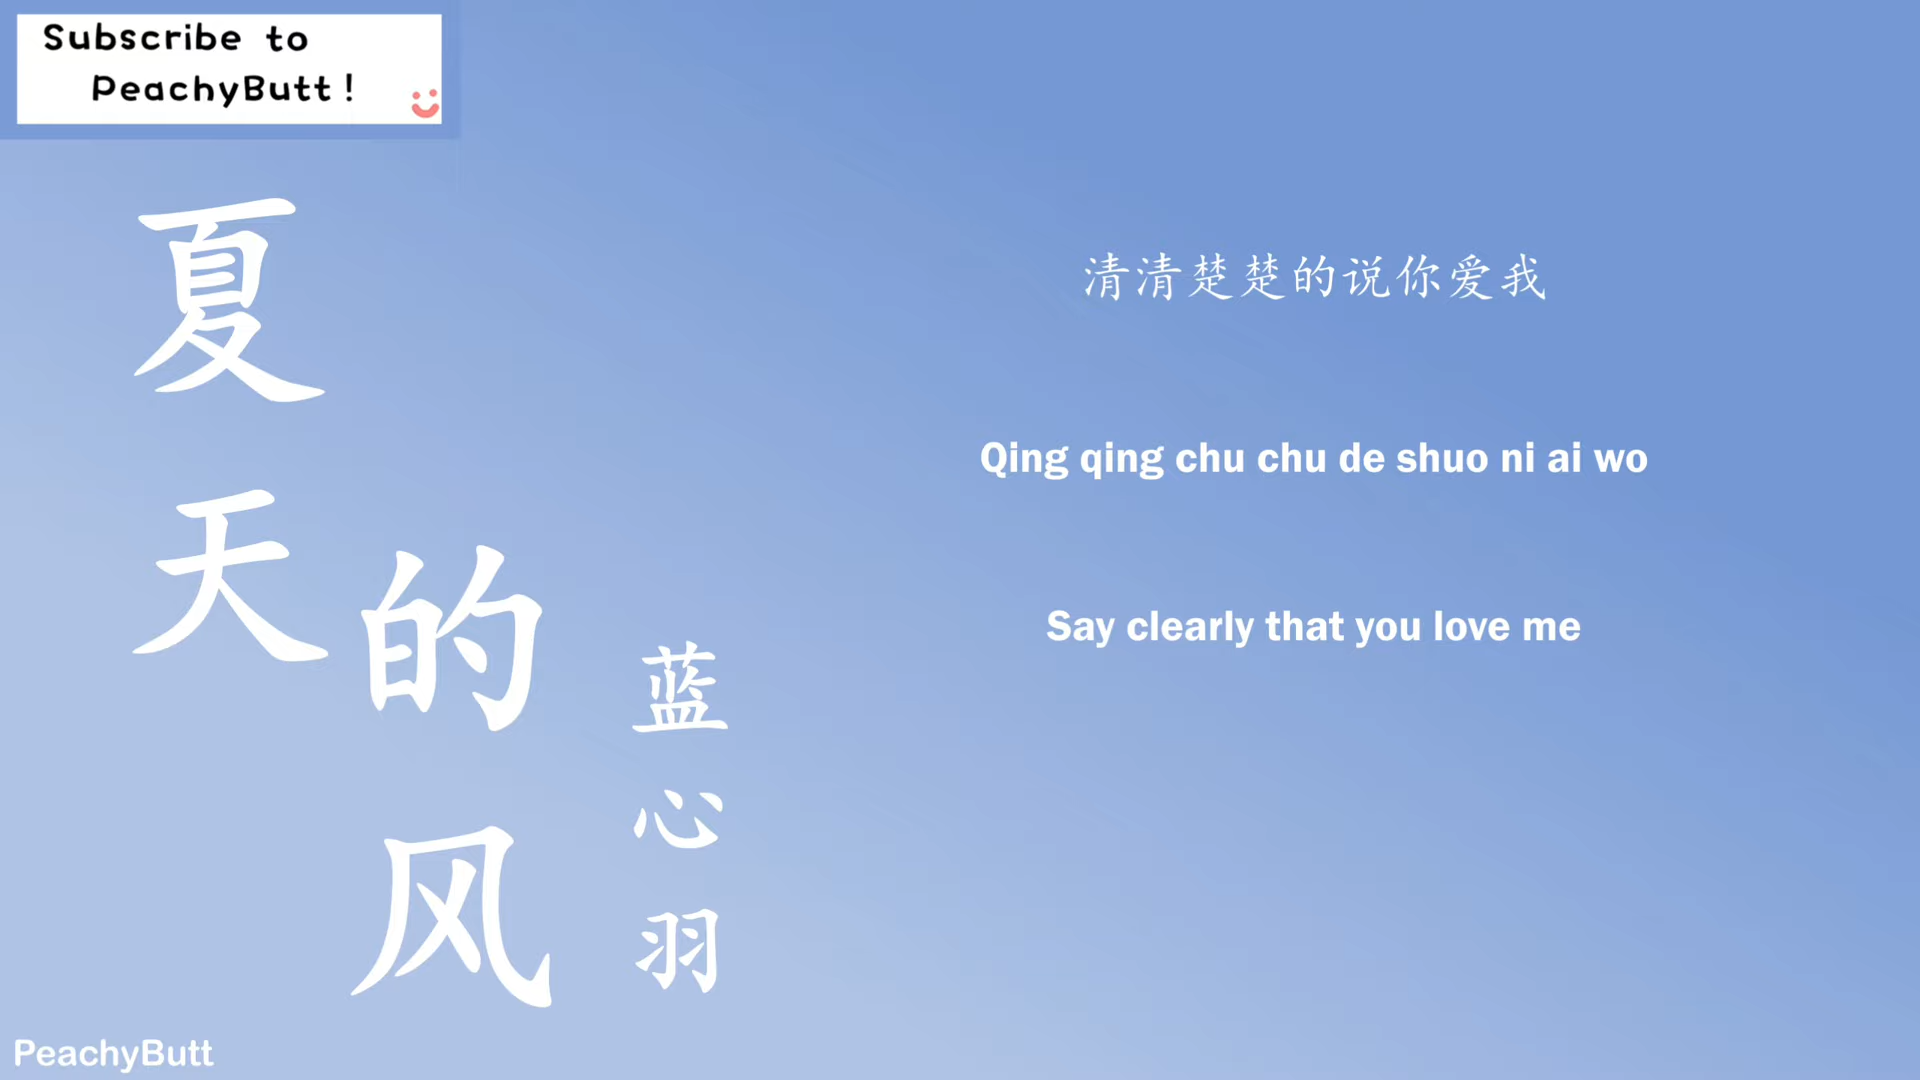 Subscribe to
PeachyButt!
夏天
的风
蓝心羽
清清楚楚的说你爱我
Qing qing chu chu de shuo ni ai wo
Say clearly that you love me
PeachyButt